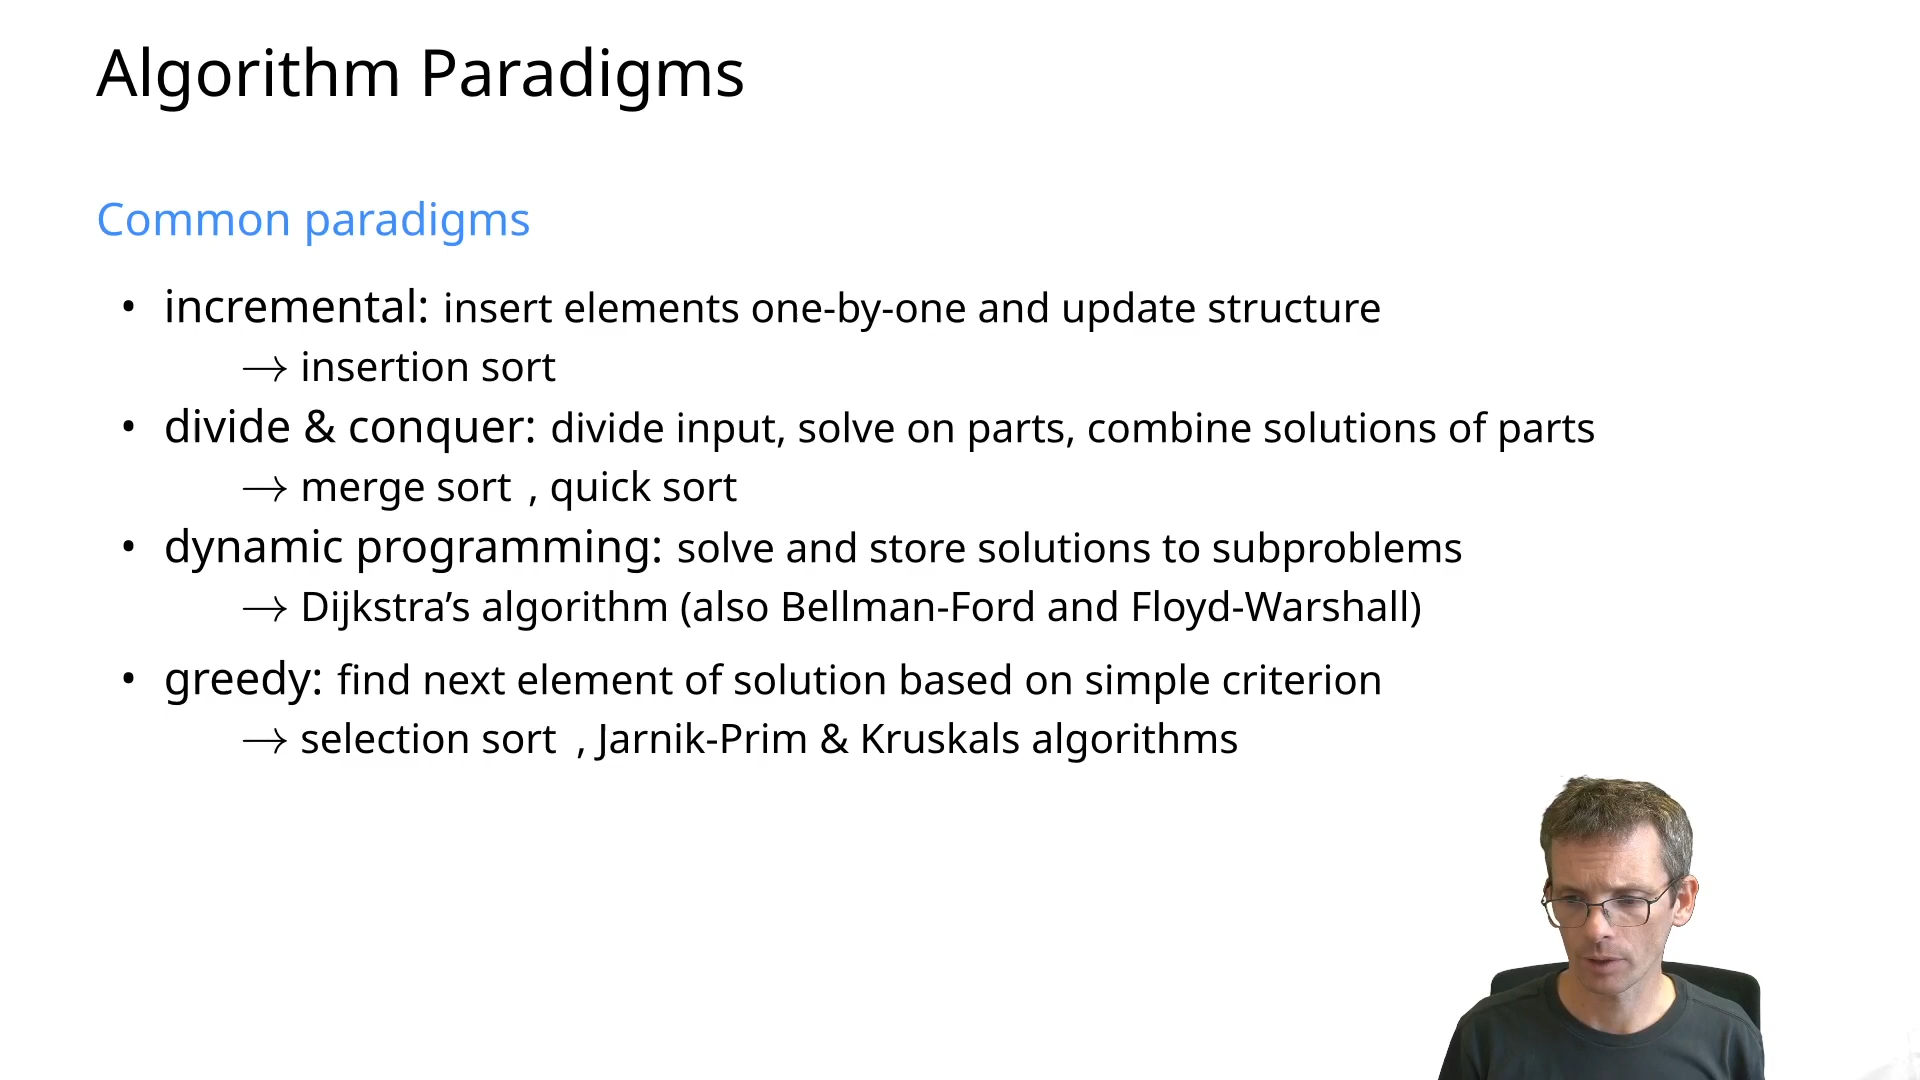 Algorithm Paradigms
Common paradigms
• incremental: insert elements one-by-one and update structure
→ insertion sort
• divide & conquer: divide input, solve on parts, combine solutions of parts
→ merge sort , quick sort
• dynamic programming: solve and store solutions to subproblems
→ Dijkstra’s algorithm (also Bellman-Ford and Floyd-Warshall)
• greedy: find next element of solution based on simple criterion
→ selection sort , Jarnik-Prim & Kruskals algorithms